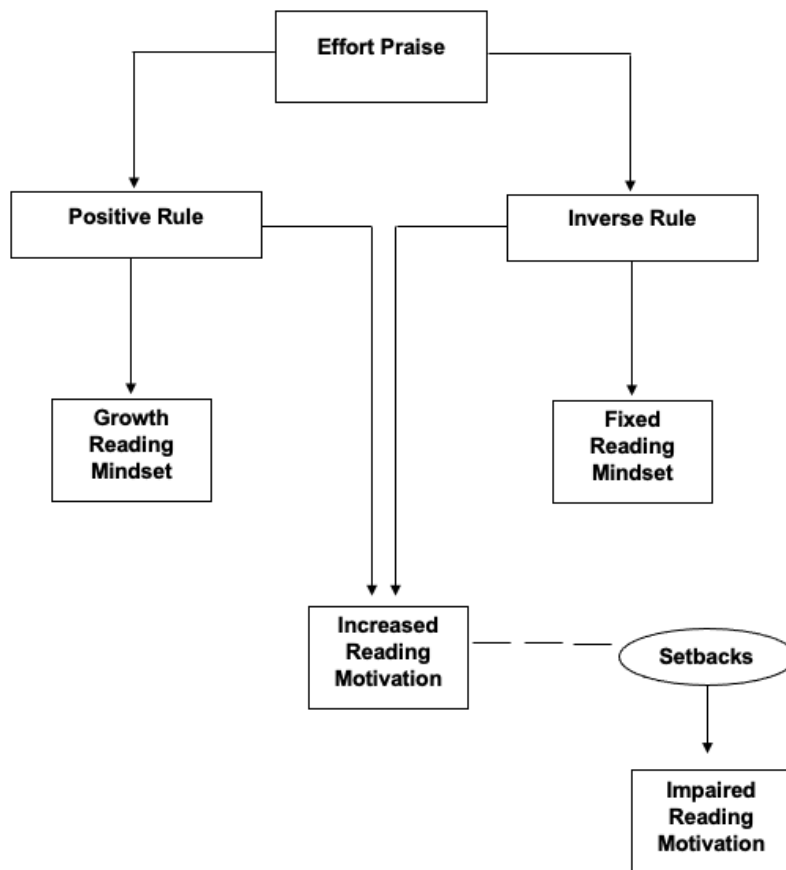 Effort Praise
Positive Rule
Inverse Rule
Growth
Reading
Mindset
Fixed
Reading
Mindset
Increased
Reading
Motivation
Setbacks
Impaired
Reading
Motivation